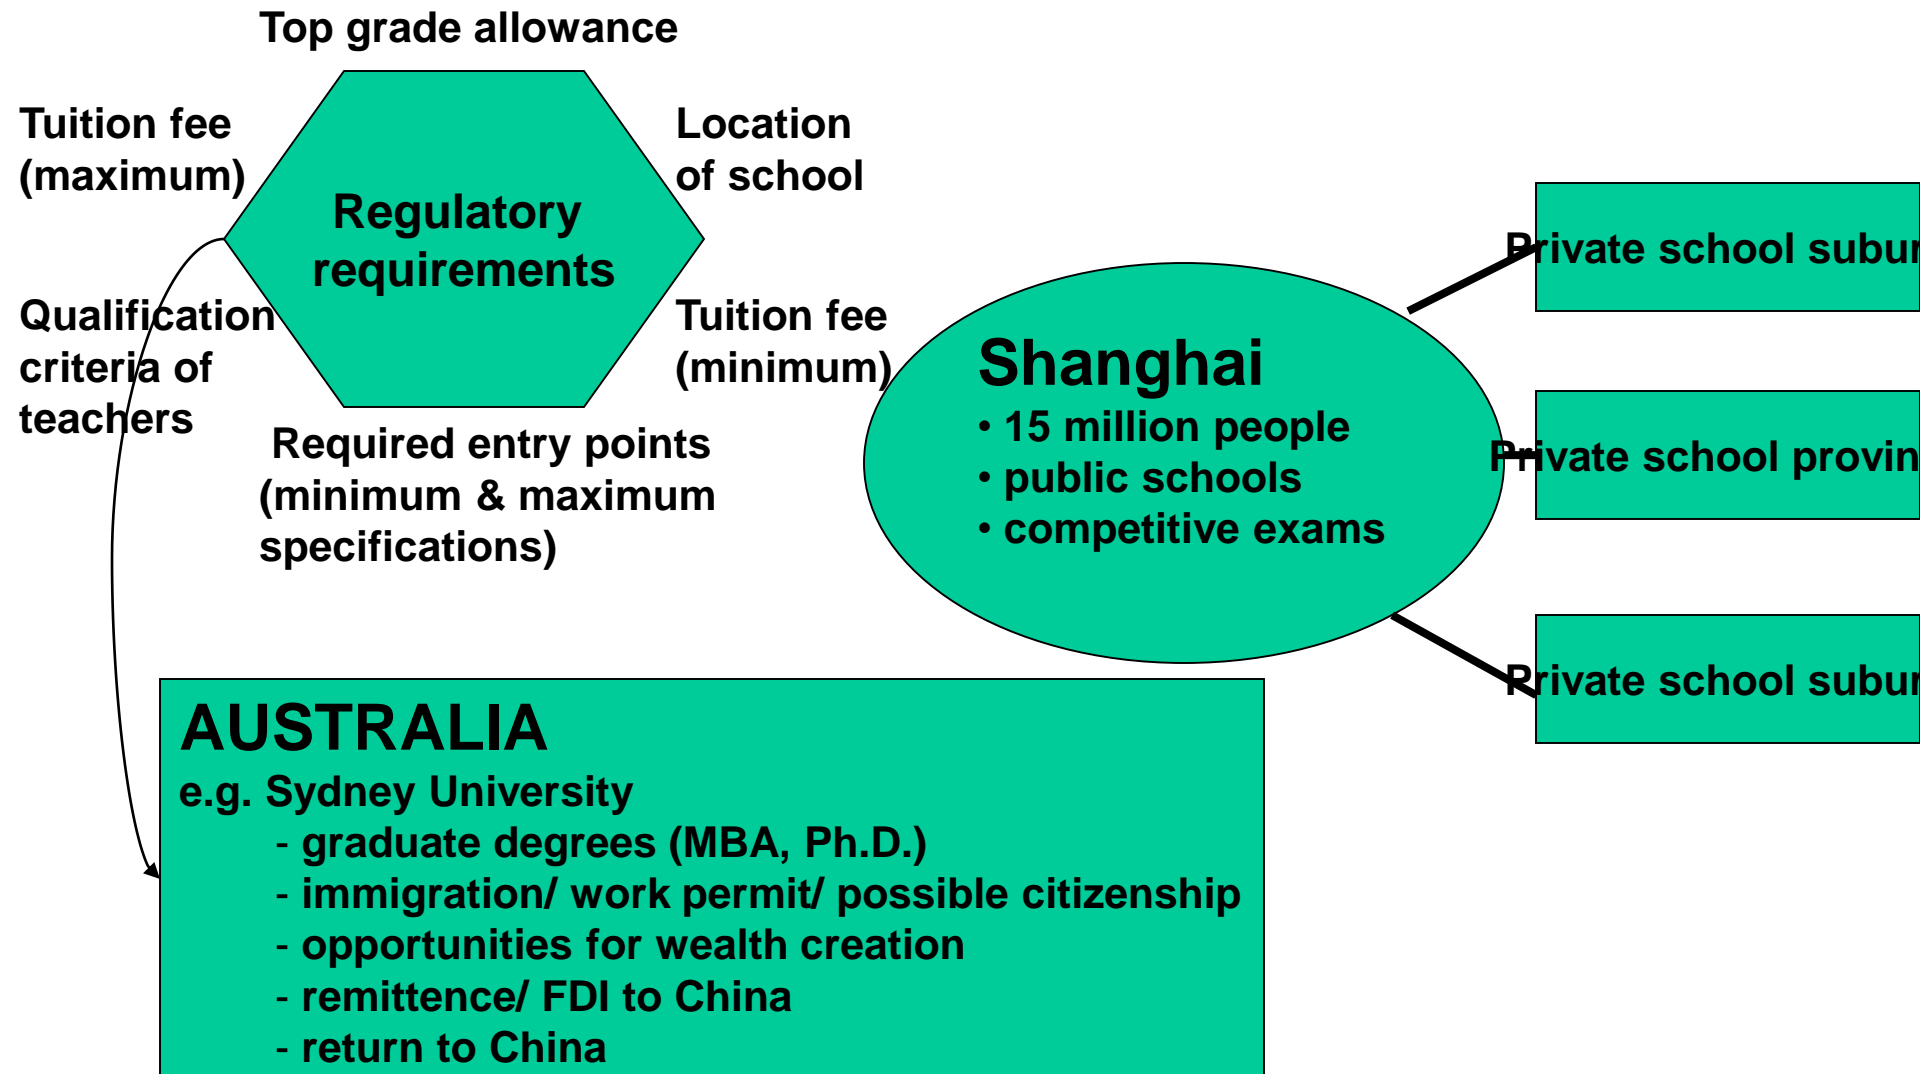 Top grade allowance
Tuition fee
(maximum)
Location
of school
Regulatory
requirements
Qualification
criteria of
teachers
Tuition fee
(minimum)
Required entry points
(minimum & maximum
specifications)
Shanghai
• 15 million people
• public schools
• competitive exams
Private school subur
Private school provin
Private school subur
AUSTRALIA
e.g. Sydney University
- graduate degrees (MBA, Ph.D.)
- immigration/ work permit/ possible citizenship
- opportunities for wealth creation
- remittence/ FDI to China
- return to China